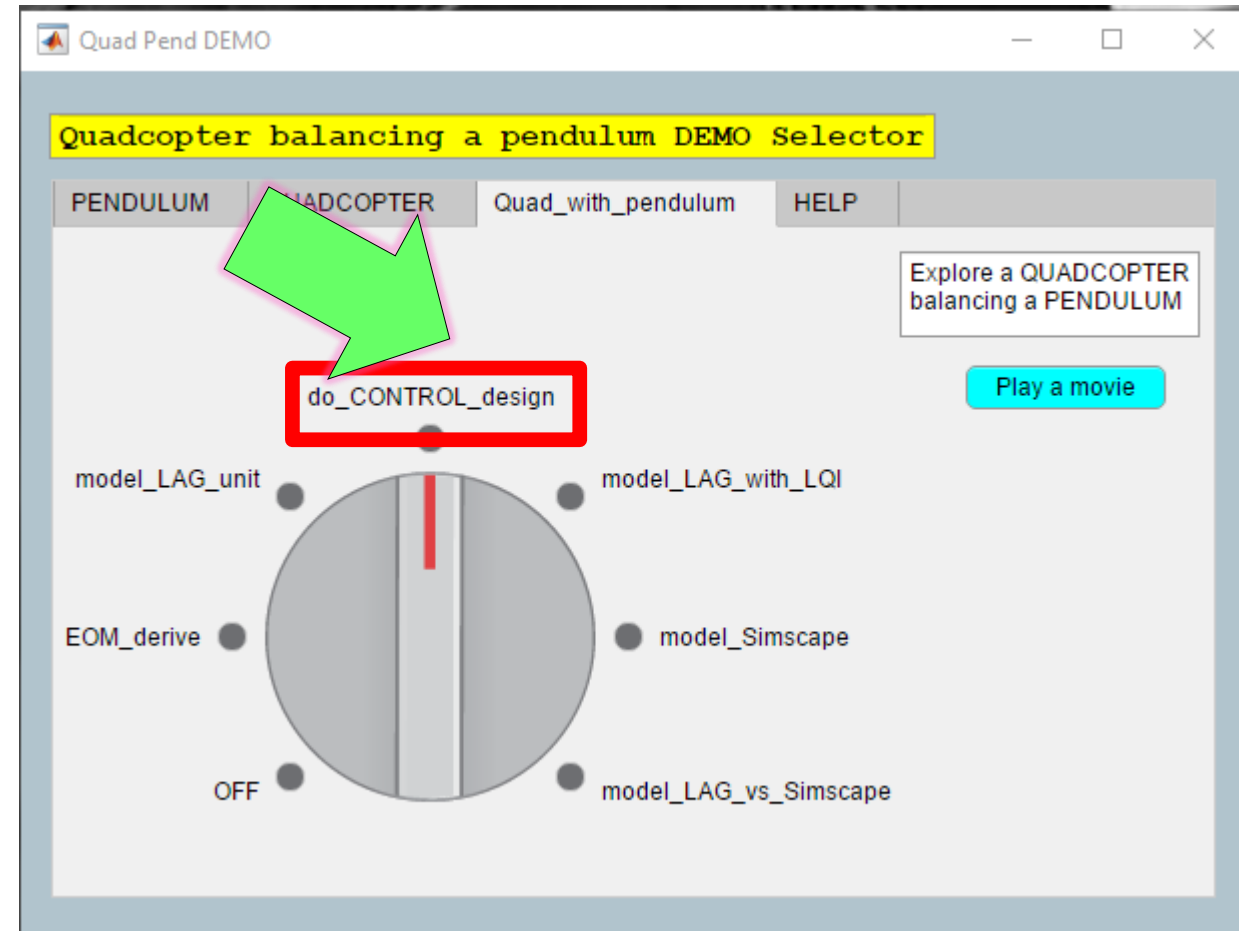 Quad Pend DEMO
Quadcopter balancing a pendulum DEMO Selector
PENDULUM
UADCOPTER
Quad_with_pendulum
HELP
Explore a QUADCOPTER
balancing a PENDULUM
Play a movie
do_CONTROL_design
model_LAG_unit
model_LAG_with_LQI
EOM_derive
model_Simscape
OFF
model_LAG_vs_Simscape